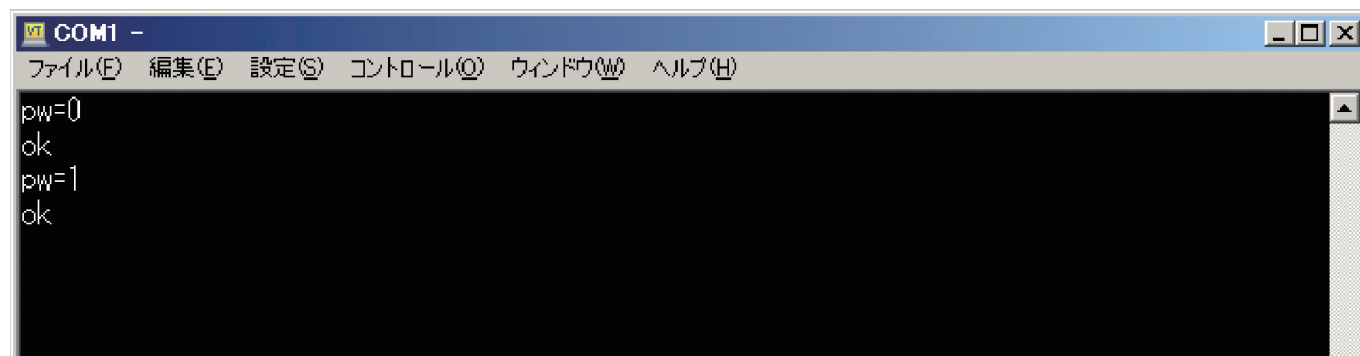 VT COM1 -
ファイル(F) 編集(E) 設定(S) コントロール(O) ウィンドウ(W) ヘルプ(H)
pw=0
ok
pw=1
ok